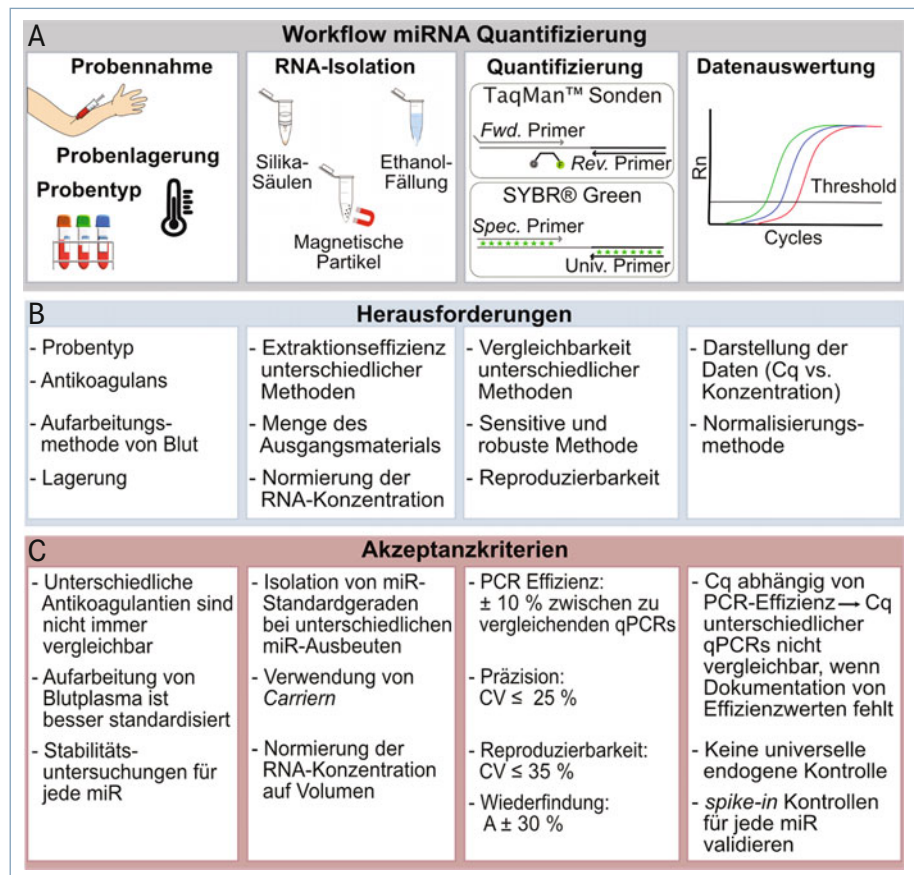 A
Workflow miRNA Quantifizierung
Probennahme
Probenlagerung
Probentyp
RNA-Isolation
Silika-
Säulen
Ethanol-
Fällung
Magnetische
Partikel
Quantifizierung
TaqMan™ Sonden
Fwd. Primer
Rev. Primer
SYBR® Green
Spec. Primer
Univ. Primer
Datenauswertung
Rn
Threshold
Cycles
B
Herausforderungen
- Probentyp
- Antikoagulans
- Aufarbeitungs-
methode von Blut
- Lagerung
- Extraktionseffizienz
unterschiedlicher
Methoden
- Menge des
Ausgangsmaterials
- Normierung der
RNA-Konzentration
- Vergleichbarkeit
unterschiedlicher
Methoden
- Sensitive und
robuste Methode
- Reproduzierbarkeit
- Darstellung der
Daten (Cq vs.
Konzentration)
- Normalisierungs-
methode
C
Akzeptanzkriterien
- Unterschiedliche
Antikoagulantien sind
nicht immer
vergleichbar
- Aufarbeitung von
Blutplasma ist
besser standardisiert
- Stabilitäts-
untersuchungen für
jede miR
- Isolation von miR-
Standardgeraden
bei unterschiedlichen
miR-Ausbeuten
- Verwendung von
Carriern
- Normierung der
RNA-Konzentration
auf Volumen
- PCR Effizienz:
± 10 % zwischen zu
vergleichenden qPCRs
- Präzision:
CV ≤ 25 %
- Reproduzierbarkeit:
CV ≤ 35 %
- Wiederfindung:
A ± 30 %
- Cq abhängig von
PCR-Effizienz → Cq
unterschiedlicher
qPCRs nicht
vergleichbar, wenn
Dokumentation von
Effizienzwerten fehlt
- Keine universelle
endogene Kontrolle
- spike-in Kontrollen
für jede miR
validieren